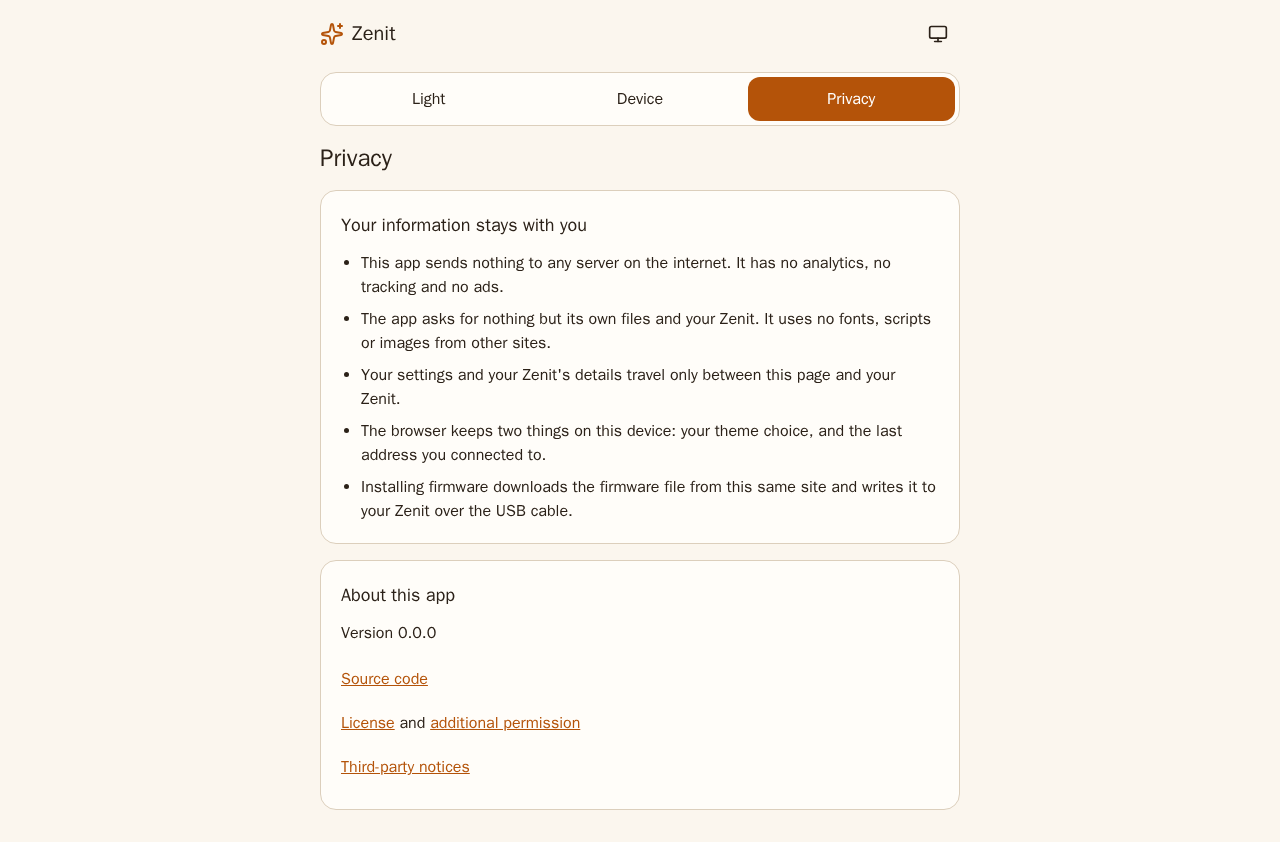 Zenit
Light
Device
Privacy
Privacy
Your information stays with you
• This app sends nothing to any server on the internet. It has no analytics, no
tracking and no ads.
• The app asks for nothing but its own files and your Zenit. It uses no fonts, scripts
or images from other sites.
• Your settings and your Zenit's details travel only between this page and your
Zenit.
• The browser keeps two things on this device: your theme choice, and the last
address you connected to.
• Installing firmware downloads the firmware file from this same site and writes it to
your Zenit over the USB cable.
About this app
Version 0.0.0
Source code
License and additional permission
Third-party notices